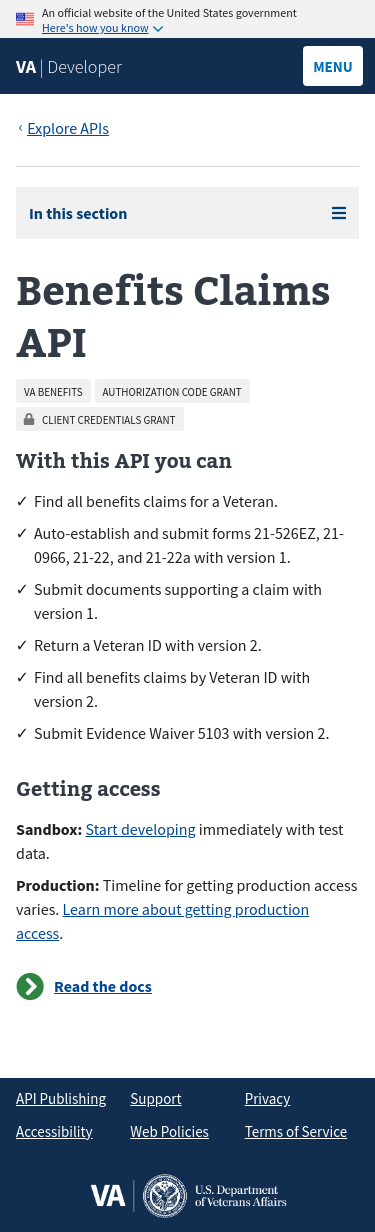 An official website of the United States government
Here's how you know
VA | Developer
MENU
‹ Explore APIs
In this section
Benefits Claims
API
VA BENEFITS
AUTHORIZATION CODE GRANT
CLIENT CREDENTIALS GRANT
With this API you can
✓ Find all benefits claims for a Veteran.
✓ Auto-establish and submit forms 21-526EZ, 21-
0966, 21-22, and 21-22a with version 1.
✓ Submit documents supporting a claim with
version 1.
✓ Return a Veteran ID with version 2.
✓ Find all benefits claims by Veteran ID with
version 2.
✓ Submit Evidence Waiver 5103 with version 2.
Getting access
Sandbox: Start developing immediately with test
data.
Production: Timeline for getting production access
varies. Learn more about getting production
access.
Read the docs
API Publishing Support Privacy
Accessibility Web Policies Terms of Service
VA
U.S. Department
of Veterans Affairs